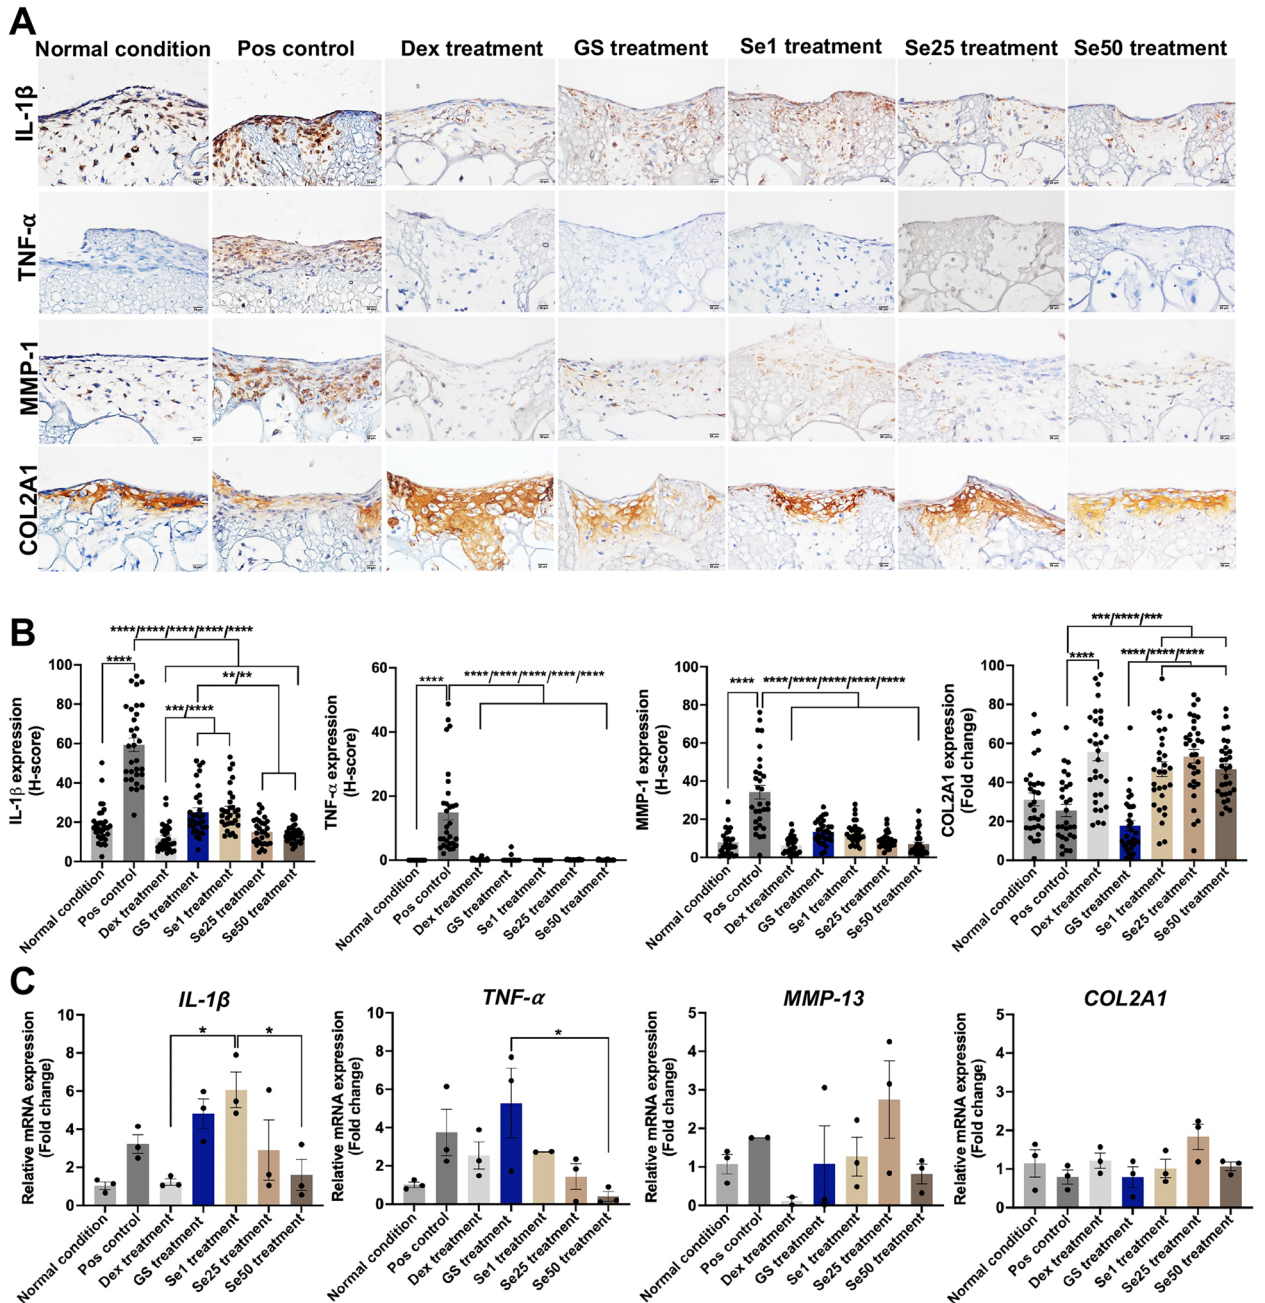 A
Normal condition
Pos control
Dex treatment
GS treatment
Se1 treatment
Se25 treatment
Se50 treatment
IL-1β
TNF-α
MMP-1
COL2A1
B
IL-1β expression
(H-score)
100
80
60
40
20
0
****
****/****/****/****/****
**/**
***/****
Normal condition
Pos control
Dex treatment
GS treatment
Se1 treatment
Se25 treatment
Se50 treatment
TNF-α expression
(H-score)
60
40
20
0
****
****/****/****/****/****
Normal condition
Pos control
Dex treatment
GS treatment
Se1 treatment
Se25 treatment
Se50 treatment
MMP-1 expression
(H-score)
100
80
60
40
20
0
****
****/****/****/****/****
Normal condition
Pos control
Dex treatment
GS treatment
Se1 treatment
Se25 treatment
Se50 treatment
COL2A1 expression
(Fold change)
100
80
60
40
20
0
***/****/***
****
****/****/****
Normal condition
Pos control
Dex treatment
GS treatment
Se1 treatment
Se25 treatment
Se50 treatment
C
IL-1β
Relative mRNA expression
(Fold change)
10
8
6
4
2
0
*
*
Normal condition
Pos control
Dex treatment
GS treatment
Se1 treatment
Se25 treatment
Se50 treatment
TNF-α
Relative mRNA expression
(Fold change)
10
8
6
4
2
0
*
Normal condition
Pos control
Dex treatment
GS treatment
Se1 treatment
Se25 treatment
Se50 treatment
MMP-13
Relative mRNA expression
(Fold change)
5
4
3
2
1
0
Normal condition
Pos control
Dex treatment
GS treatment
Se1 treatment
Se25 treatment
Se50 treatment
COL2A1
Relative mRNA expression
(Fold change)
5
4
3
2
1
0
Normal condition
Pos control
Dex treatment
GS treatment
Se1 treatment
Se25 treatment
Se50 treatment